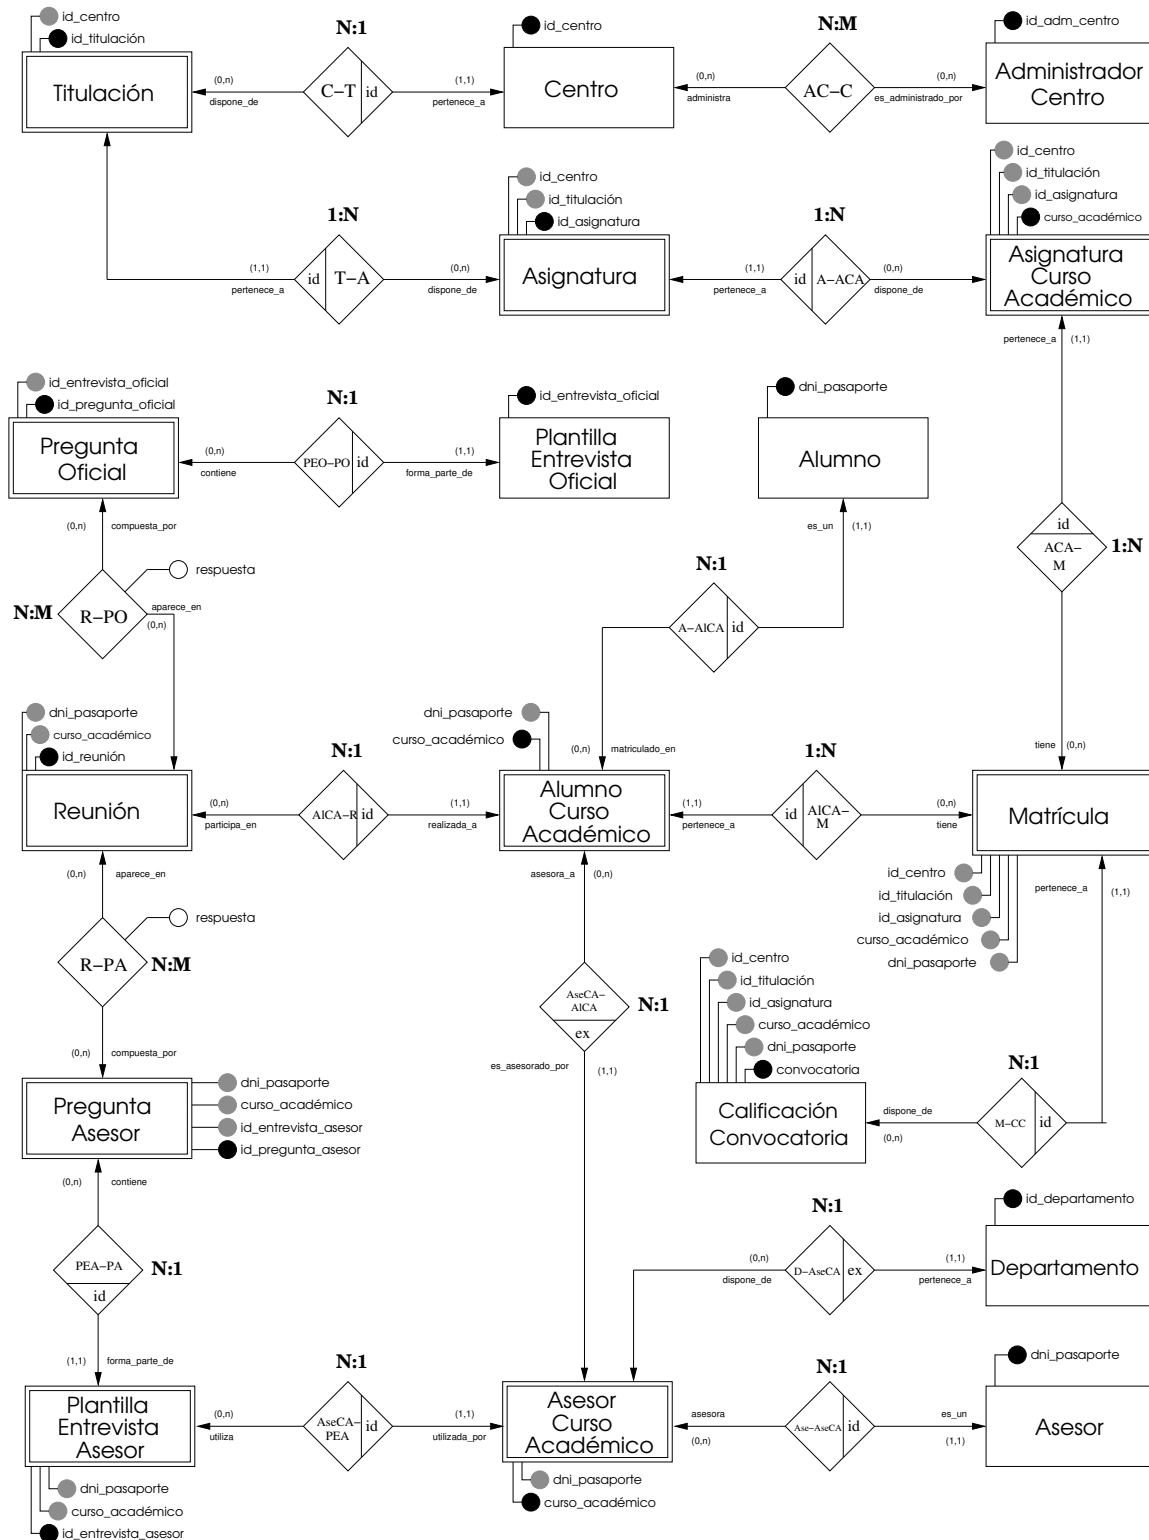 id_centro
id_titulación
Titulación
(0,n)
dispone_de
N:1
C–T
id
(1,1)
pertenece_a
id_centro
Centro
(0,n)
administra
N:M
AC–C
(0,n)
es_administrado_por
id_adm_centro
Administrador
Centro
(1,1)
pertenece_a
1:N
id
T–A
(0,n)
dispone_de
id_centro
id_titulación
id_asignatura
Asignatura
(1,1)
pertenece_a
1:N
id
A–ACA
(0,n)
dispone_de
id_centro
id_titulación
id_asignatura
curso_académico
Asignatura
Curso
Académico
pertenece_a
(1,1)
id_entrevista_oficial
id_pregunta_oficial
Pregunta
Oficial
(0,n)
contiene
N:1
PEO–PO
id
(1,1)
forma_parte_de
id_entrevista_oficial
Plantilla
Entrevista
Oficial
dni_pasaporte
Alumno
es_un
(1,1)
id
ACA–
M
1:N
(0,n)
compuesta_por
respuesta
N:M
R–PO
aparece_en
(0,n)
N:1
A–AlCA
id
dni_pasaporte
curso_académico
id_reunión
Reunión
(0,n)
participa_en
N:1
AlCA–R
id
(1,1)
realizada_a
dni_pasaporte
curso_académico
(0,n)
matriculado_en
Alumno
Curso
Académico
(1,1)
pertenece_a
1:N
id
AlCA–
M
(0,n)
tiene
tiene
(0,n)
Matrícula
id_centro
id_titulación
id_asignatura
curso_académico
dni_pasaporte
pertenece_a
(1,1)
(0,n)
aparece_en
respuesta
R–PA
N:M
(0,n)
compuesta_por
asesora_a
(0,n)
AseCA–
AlCA
ex
N:1
es_asesorado_por
(1,1)
id_centro
id_titulación
id_asignatura
curso_académico
dni_pasaporte
convocatoria
Calificación
Convocatoria
dispone_de
(0,n)
N:1
M–CC
id
Pregunta
Asesor
dni_pasaporte
curso_académico
id_entrevista_asesor
id_pregunta_asesor
(0,n)
contiene
PEA–PA
id
N:1
(1,1)
forma_parte_de
(0,n)
dispone_de
N:1
D–AseCA
ex
(1,1)
pertenece_a
id_departamento
Departamento
Plantilla
Entrevista
Asesor
dni_pasaporte
curso_académico
id_entrevista_asesor
(0,n)
utiliza
N:1
AseCA–
PEA
id
(1,1)
utilizada_por
Asesor
Curso
Académico
dni_pasaporte
curso_académico
asesora
(0,n)
N:1
Ase–AseCA
id
es_un
(1,1)
dni_pasaporte
Asesor